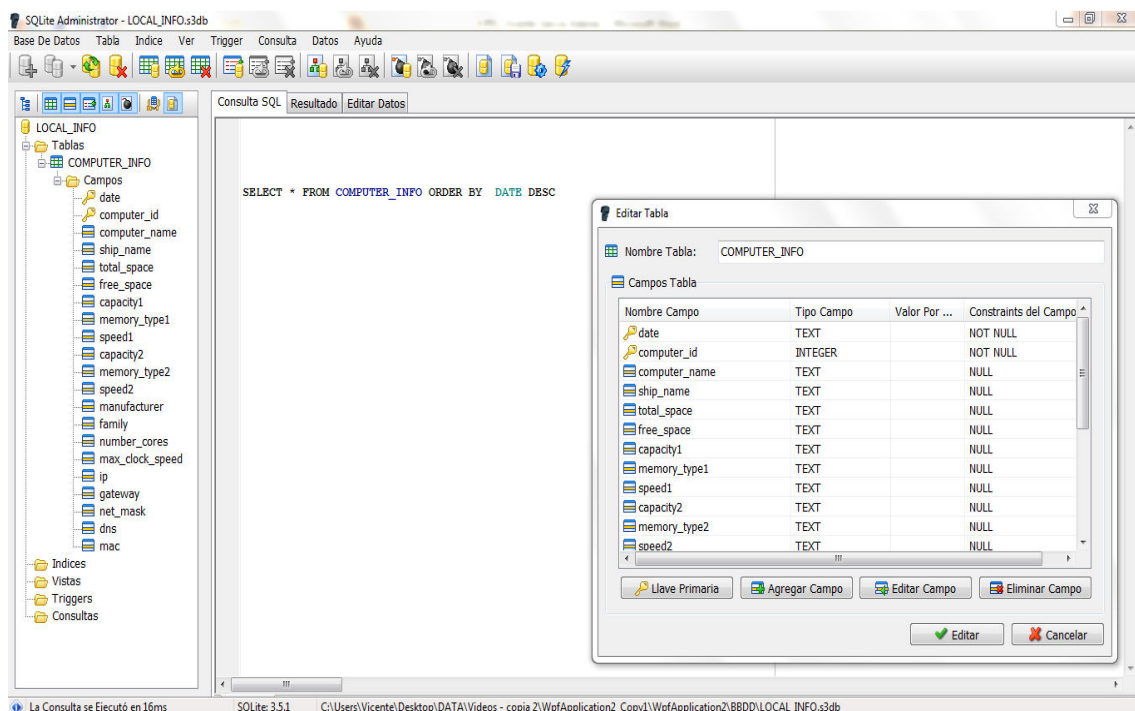 SQLite Administrator - LOCAL_INFO.s3db
Base De Datos Tabla Indice Ver Trigger Consulta Datos Ayuda
Consulta SQL Resultado Editar Datos
LOCAL_INFO
Tablas
COMPUTER_INFO
Campos
date
computer_id
computer_name
ship_name
total_space
free_space
capacity1
memory_type1
speed1
capacity2
memory_type2
speed2
manufacturer
family
number_cores
max_clock_speed
ip
gateway
net_mask
dns
mac
Indices
Vistas
Triggers
Consultas
SELECT * FROM COMPUTER_INFO ORDER BY DATE DESC
Editar Tabla
Nombre Tabla: COMPUTER_INFO
Campos Tabla
Nombre Campo Tipo Campo Valor Por ... Constraints del Campo
date TEXT NOT NULL
computer_id INTEGER NOT NULL
computer_name TEXT NULL
ship_name TEXT NULL
total_space TEXT NULL
free_space TEXT NULL
capacity1 TEXT NULL
memory_type1 TEXT NULL
speed1 TEXT NULL
capacity2 TEXT NULL
memory_type2 TEXT NULL
speed2 TEXT NULL
Llave Primaria Agregar Campo Editar Campo Eliminar Campo
Editar Cancelar
La Consulta se Ejecutó en 16ms SQLite: 3.5.1 C:\Users\Vicente\Desktop\DATA\Videos - copia 2\WpfApplication2_Copy1\WpfApplication2\BBDD\LOCAL_INFO.s3db